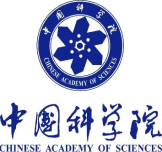 中国科学院
CHINESE ACADEMY OF SCIENCES
中国科学院
CHINESE ACADEMY OF SCIENCES